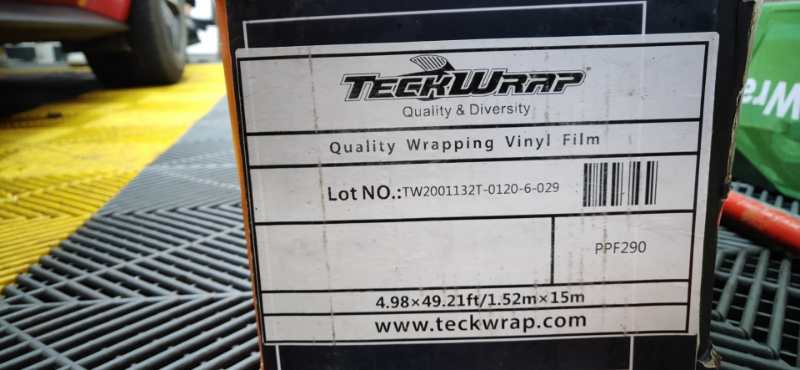 TECKWRAP
Quality & Diversity
Quality Wrapping Vinyl Film
Lot NO.:TW2001132T-0120-6-029
PPF290
4.98×49.21ft/1.52m×15m
www.teckwrap.com
Wra